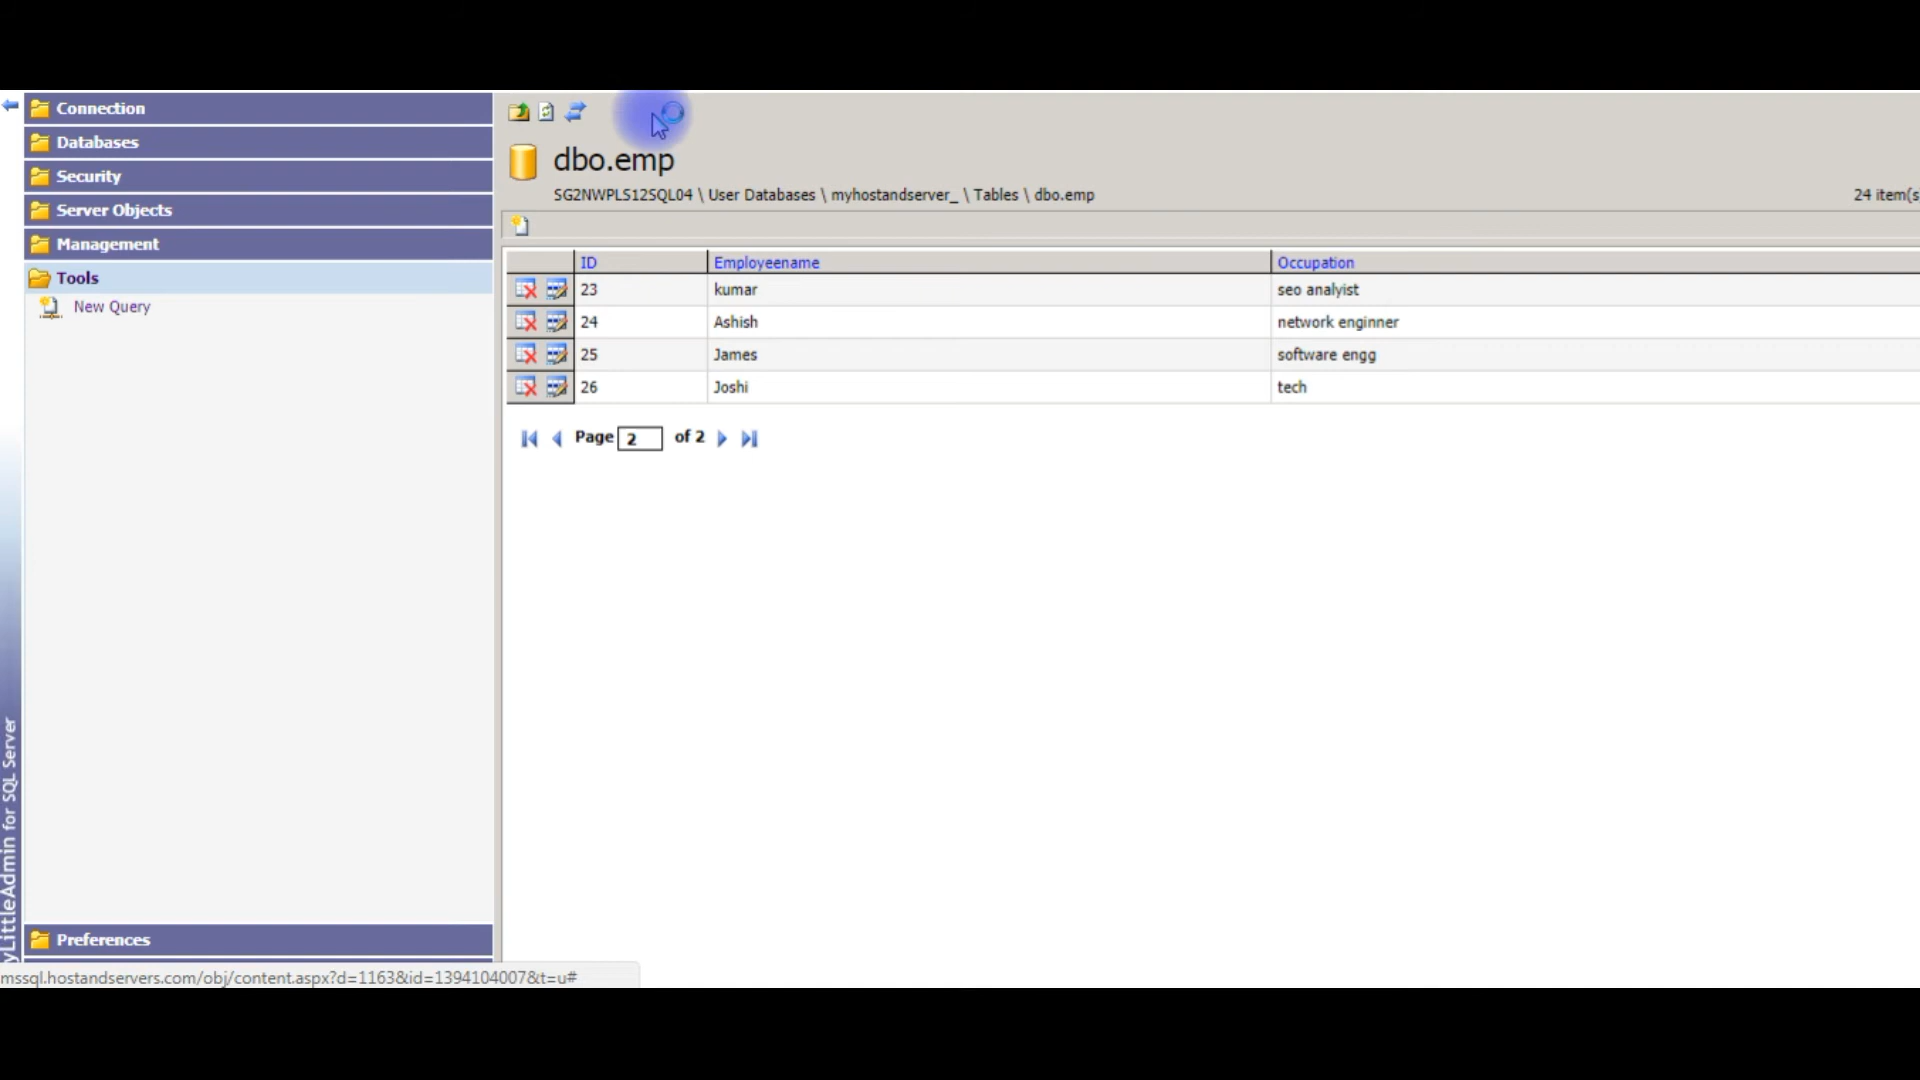 Connection
Databases
Security
Server Objects
Management
Tools
New Query
Preferences
LittleAdmin for SQL Server
dbo.emp
SG2NWPLS12SQL04 \ User Databases \ myhostandserver_ \ Tables \ dbo.emp
24 item(s
ID Employeename Occupation
23 kumar seo analyist
24 Ashish network enginner
25 James software engg
26 Joshi tech
Page 2 of 2
mssql.hostandservers.com/obj/content.aspx?d=1163&id=1394104007&t=u#